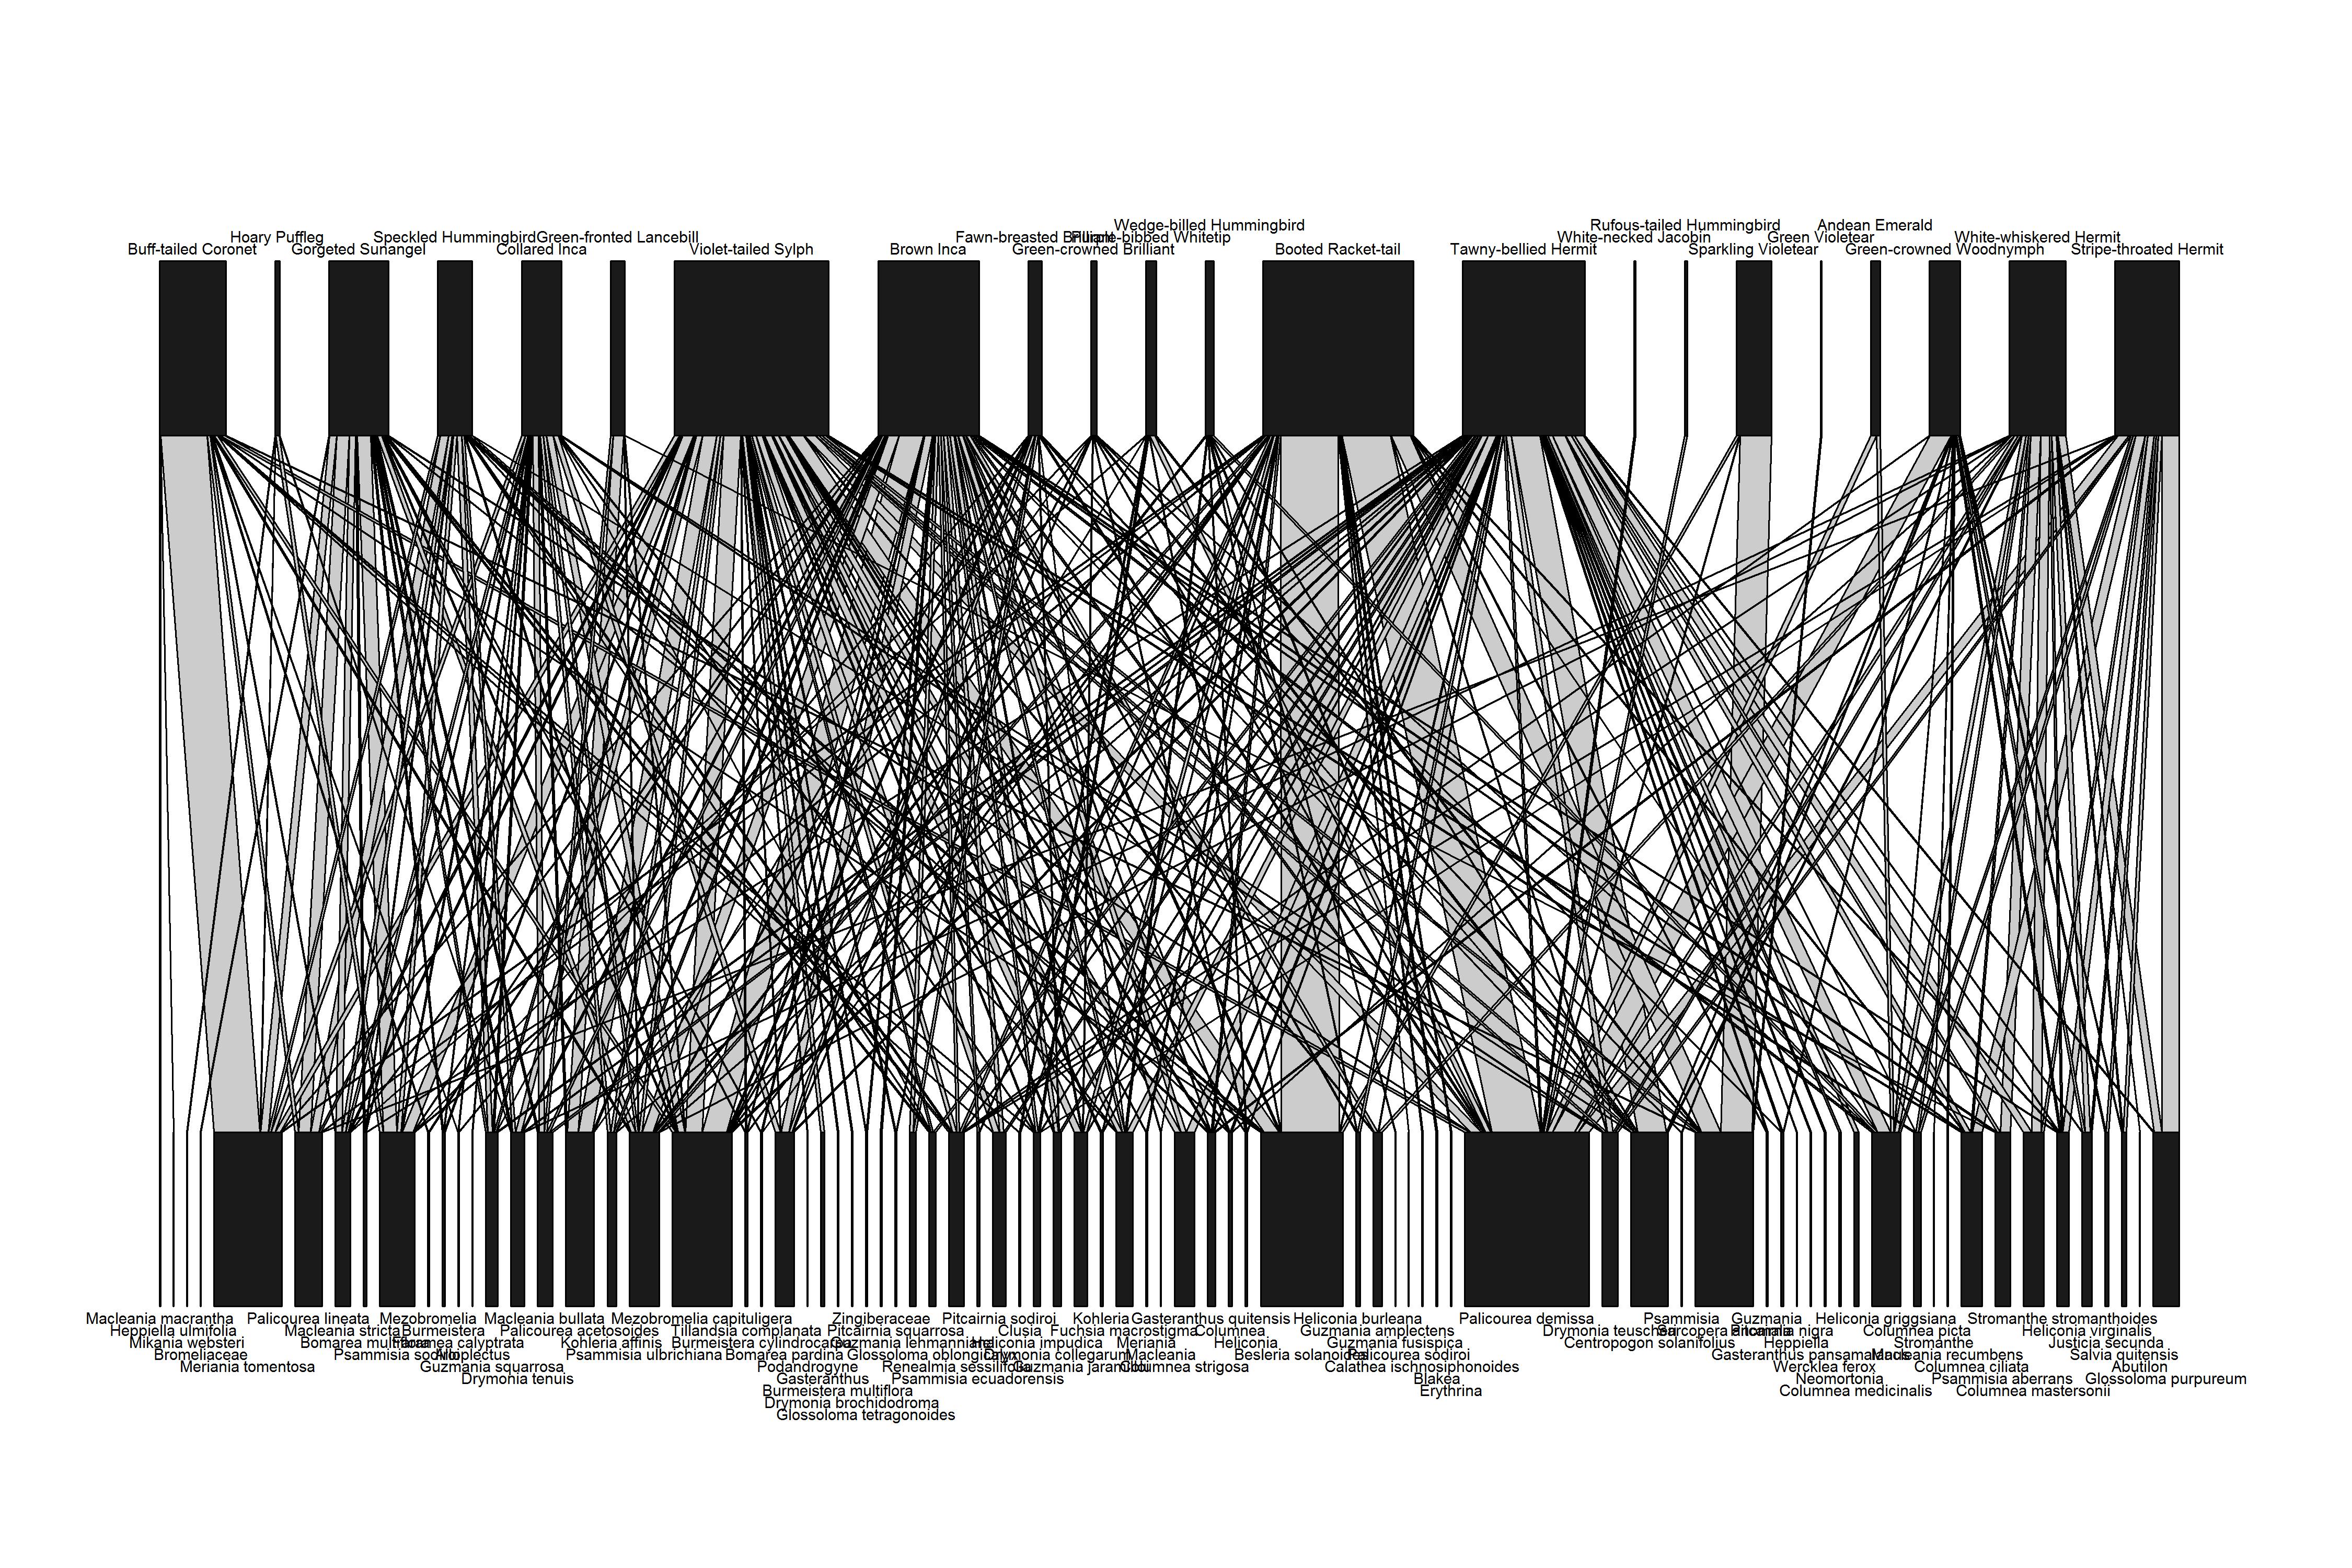 Wedge-billed Hummingbird Rufous-tailed Hummingbird Andean Emerald
Hoary Puffleg Speckled Hummingbird Green-fronted Lancebill Fawn-breasted Brilliant Purple-bibbed Whitetip White-necked Jacobin Green Violetear White-whiskered Hermit
Buff-tailed Coronet Gorgeted Sunangel Collared Inca Violet-tailed Sylph Brown Inca Green-crowned Brilliant Booted Racket-tail Tawny-bellied Hermit Sparkling Violetear Green-crowned Woodnymph Stripe-throated Hermit
Macleania macrantha Palicourea lineata Mezobromelia Macleania bullata Mezobromelia capituligera Zingiberaceae Pitcairnia sodiroi Kohleria Gasteranthus quitensis Heliconia burleana Palicourea demissa Psammisia Guzmania Heliconia griggsiana Stromanthe stromanthoides
Heppiella ulmifolia Macleania stricta Burmeistera Palicourea acetosoides Tillandsia complanata Pitcairnia squarrosa Clusia Fuchsia macrostigma Columnea Guzmania amplectens Drymonia teuscheri Sarcopera sitannria Pitcairnia nigra Columnea picta Heliconia virginalis
Mikania websteri Bomarea multiflora Faramea calyptrata Kohleria affinis Burmeistera cylindrocarpa Guzmania lehmanniana Heliconia impudica Meriania Heliconia Guzmania fusispica Centropogon solanifolius Heppiella Stromanthe Justicia secunda
Bromeliaceae Psammisia sodiroi Alloplectus Psammisia ulbrichiana Bomarea pardina Glossoloma oblongicalyx Drymonia collegarum Macleania Besleria solanoides Palicourea sodiroi Gasteranthus pansamalanus Macleania recumbens Salvia quitensis
Meriania tomentosa Guzmania squarrosa Podandrogyne Renealmia sessilifolia Guzmania jaramilloi Columnea strigosa Calathea ischnosiphonoides Wercklea ferox Columnea ciliata Abutilon
Drymonia tenuis Gasteranthus Psammisia ecuadorensis Blakea Neomortonia Psammisia aberrans Glossoloma purpureum
Burmeistera multiflora Erythrina Columnea medicinalis Columnea mastersonii
Drymonia brochidodroma
Glossoloma tetragonoides